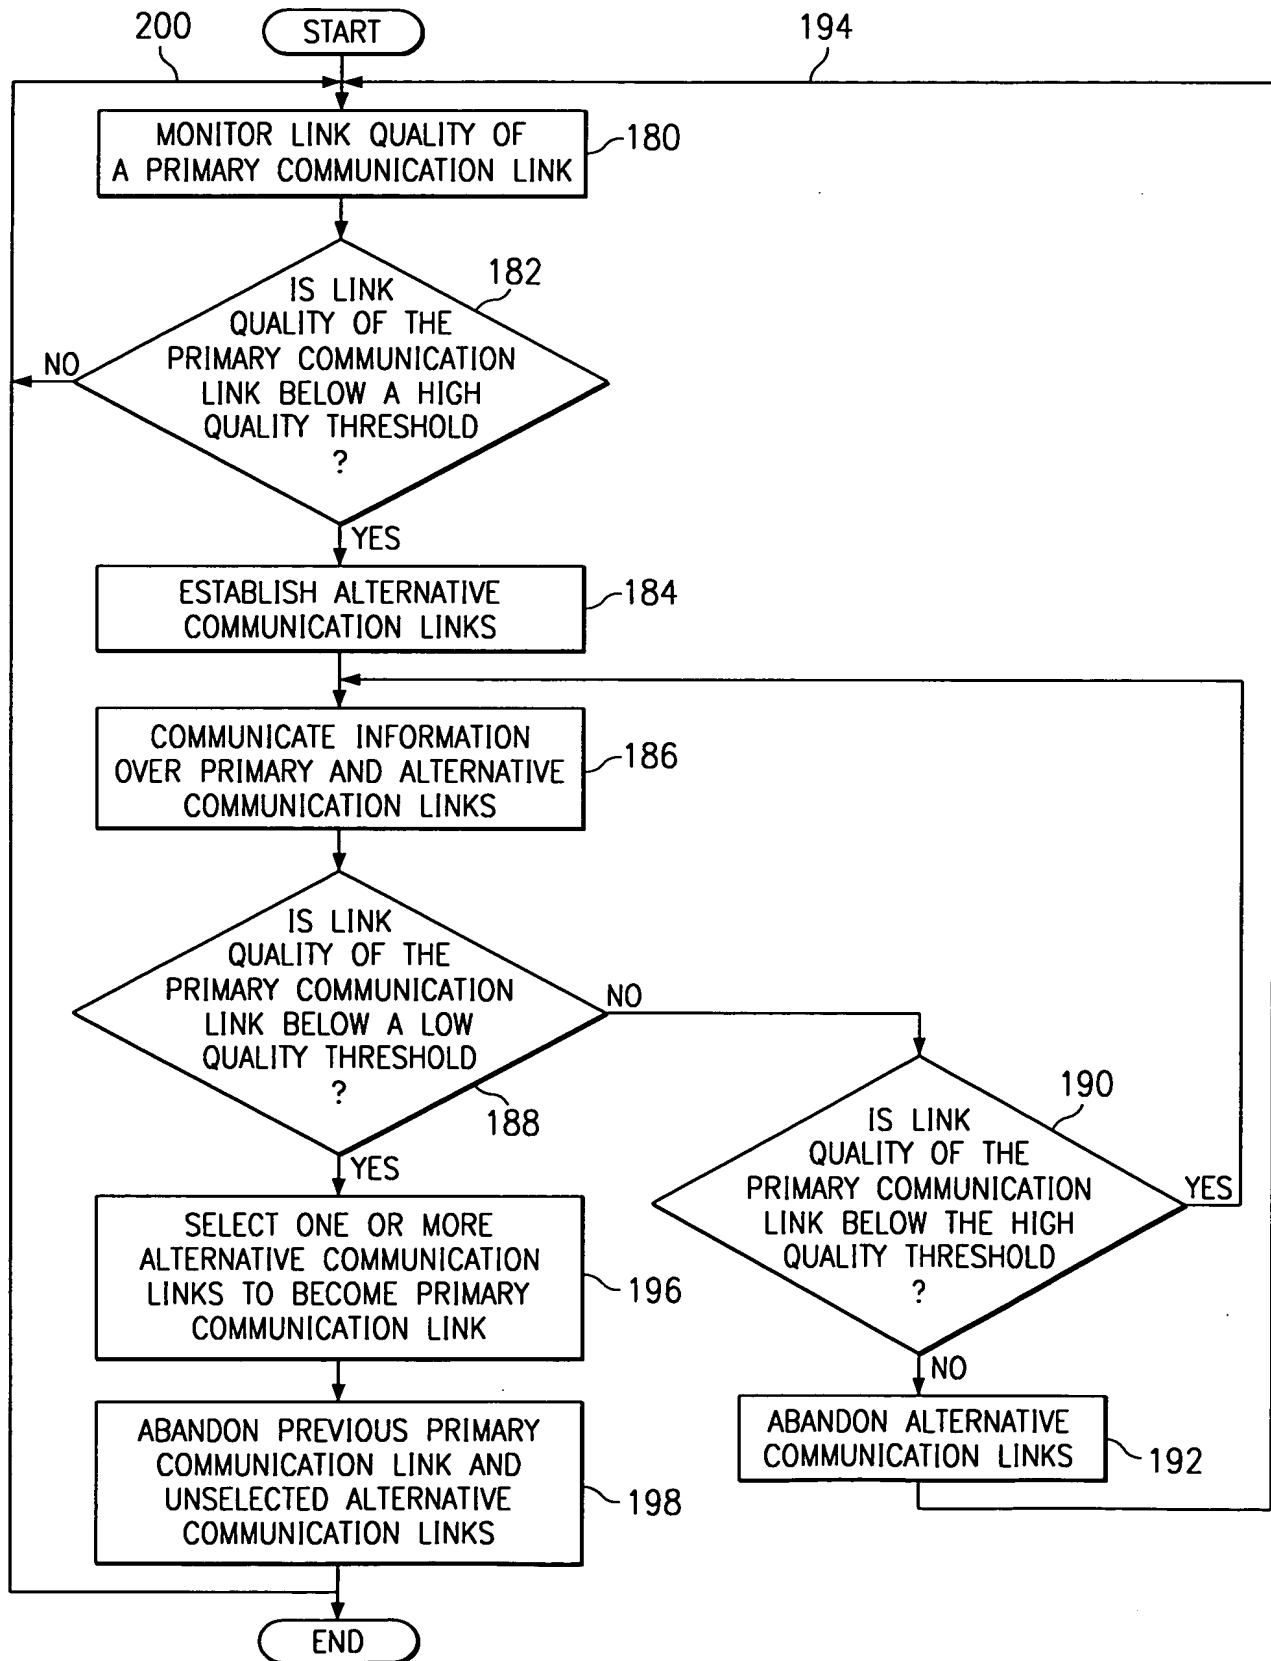 200
START
194
MONITOR LINK QUALITY OF
A PRIMARY COMMUNICATION LINK
180
IS LINK
QUALITY OF THE
PRIMARY COMMUNICATION
LINK BELOW A HIGH
QUALITY THRESHOLD
?
182
NO
YES
ESTABLISH ALTERNATIVE
COMMUNICATION LINKS
184
COMMUNICATE INFORMATION
OVER PRIMARY AND ALTERNATIVE
COMMUNICATION LINKS
186
IS LINK
QUALITY OF THE
PRIMARY COMMUNICATION
LINK BELOW A LOW
QUALITY THRESHOLD
?
188
NO
YES
IS LINK
QUALITY OF THE
PRIMARY COMMUNICATION
LINK BELOW THE HIGH
QUALITY THRESHOLD
?
190
YES
NO
SELECT ONE OR MORE
ALTERNATIVE COMMUNICATION
LINKS TO BECOME PRIMARY
COMMUNICATION LINK
196
ABANDON ALTERNATIVE
COMMUNICATION LINKS
192
ABANDON PREVIOUS PRIMARY
COMMUNICATION LINK AND
UNSELECTED ALTERNATIVE
COMMUNICATION LINKS
198
END